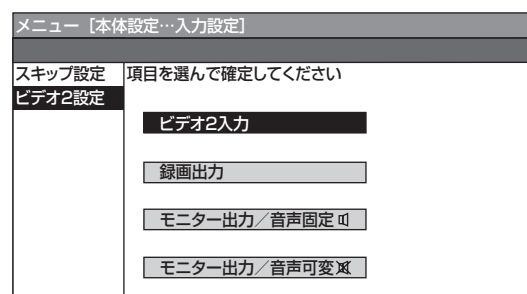 メニュー [本体設定…入力設定]
スキップ設定
項目を選んで確定してください
ビデオ2設定
ビデオ2入力
録画出力
モニター出力／音声固定
モニター出力／音声可変